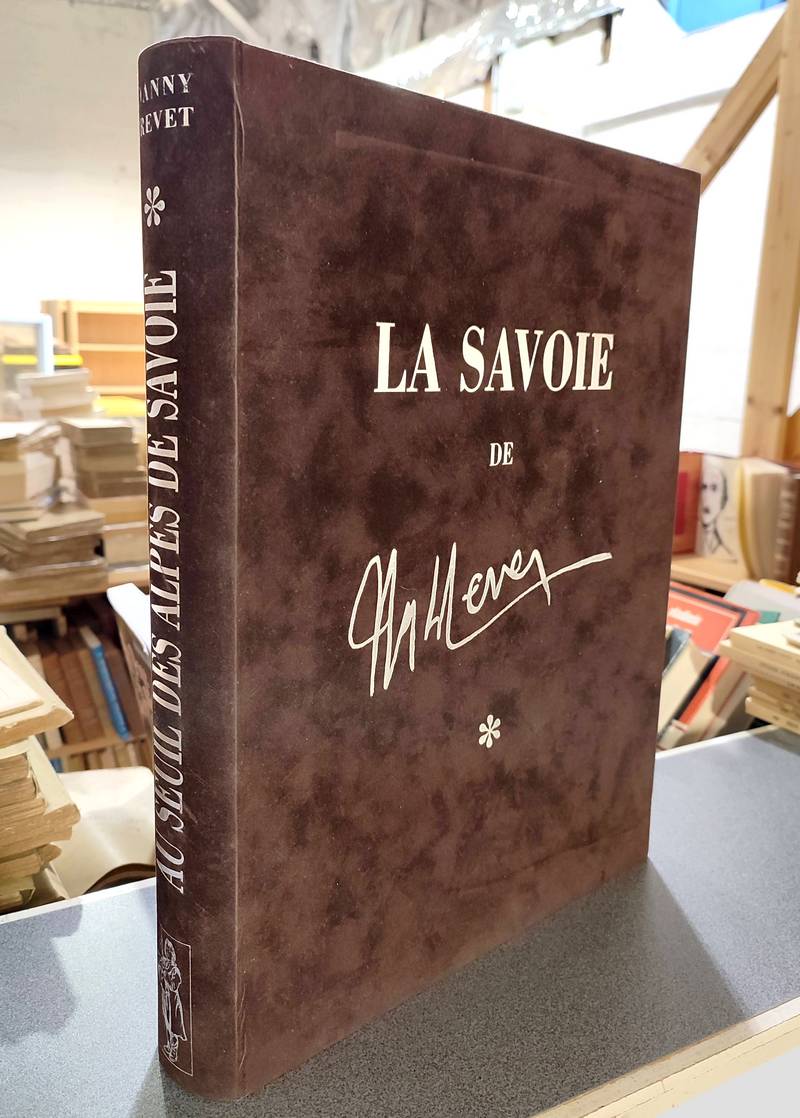 ANNY
REVET
*
AU SEUIL DES ALPES DE SAVOIE
LA SAVOIE
DE
*